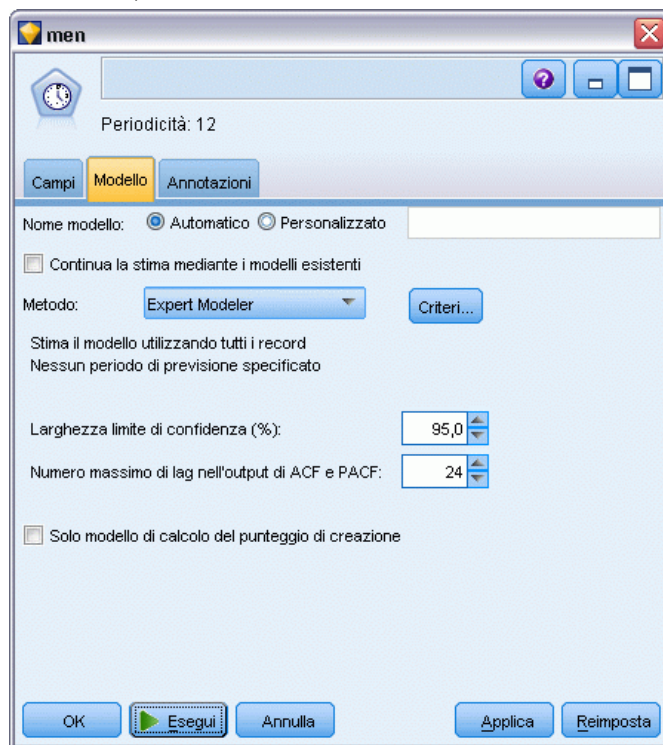 men
Periodicità: 12
Campi Modello Annotazioni
Nome modello: Automatico Personalizzato
Continua la stima mediante i modelli esistenti
Metodo: Expert Modeler Criteri...
Stima il modello utilizzando tutti i record
Nessun periodo di previsione specificato
Larghezza limite di confidenza (%): 95,0
Numero massimo di lag nell'output di ACF e PACF: 24
Solo modello di calcolo del punteggio di creazione
OK Esegui Annulla Applica Reimposta